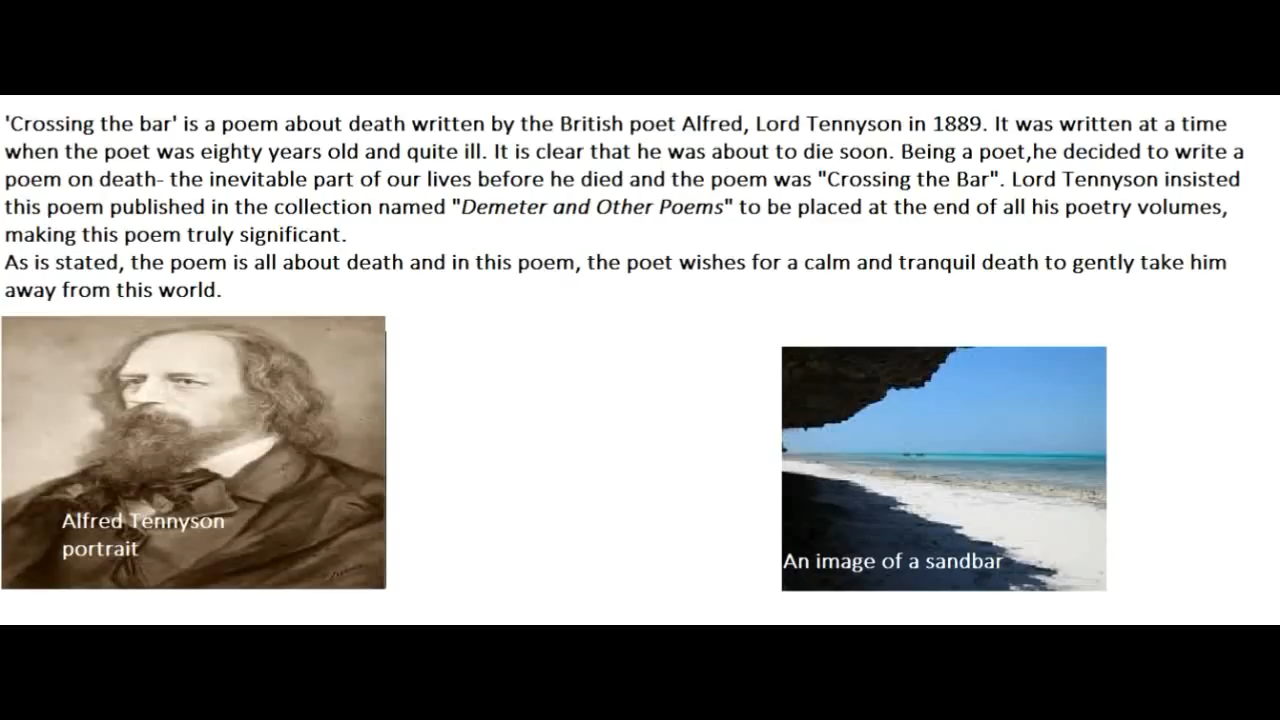 'Crossing the bar' is a poem about death written by the British poet Alfred, Lord Tennyson in 1889. It was written at a time
when the poet was eighty years old and quite ill. It is clear that he was about to die soon. Being a poet,he decided to write a
poem on death- the inevitable part of our lives before he died and the poem was "Crossing the Bar". Lord Tennyson insisted
this poem published in the collection named "Demeter and Other Poems" to be placed at the end of all his poetry volumes,
making this poem truly significant.
As is stated, the poem is all about death and in this poem, the poet wishes for a calm and tranquil death to gently take him
away from this world.
Alfred Tennyson
portrait
An image of a sandbar